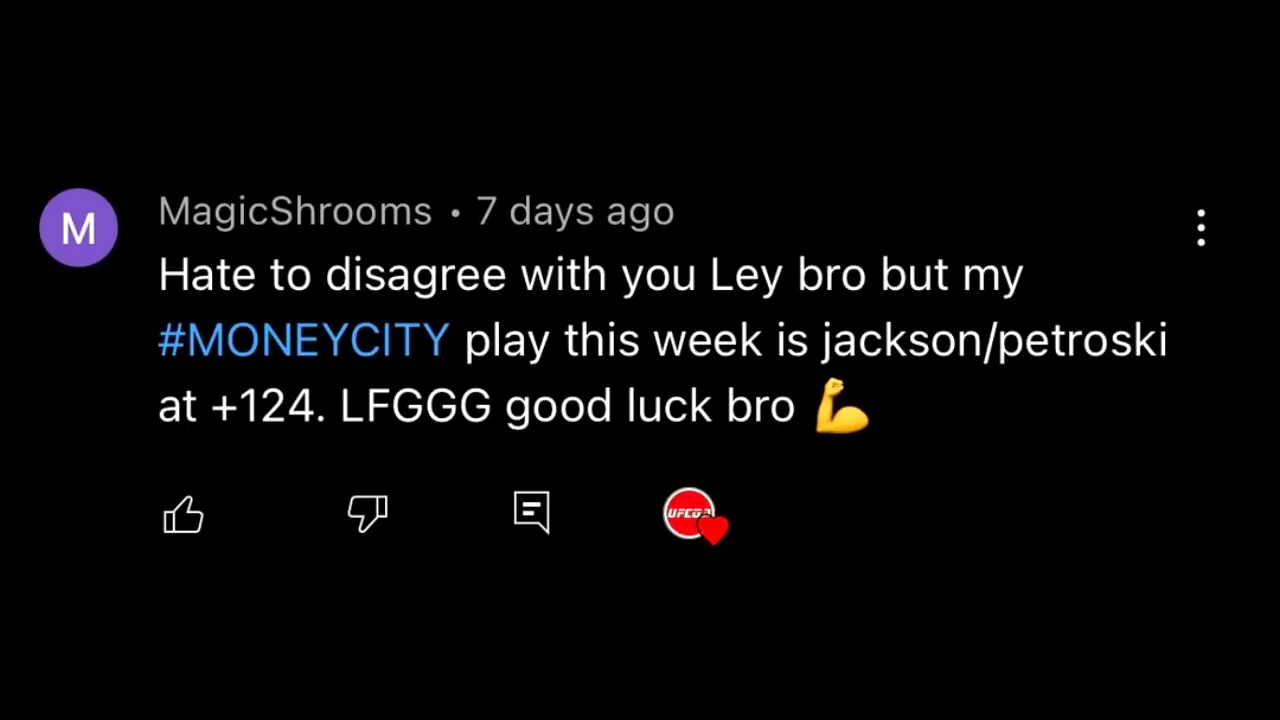 M
MagicShrooms • 7 days ago
Hate to disagree with you Ley bro but my
#MONEYCITY play this week is jackson/petroski
at +124. LFGGG good luck bro 💪